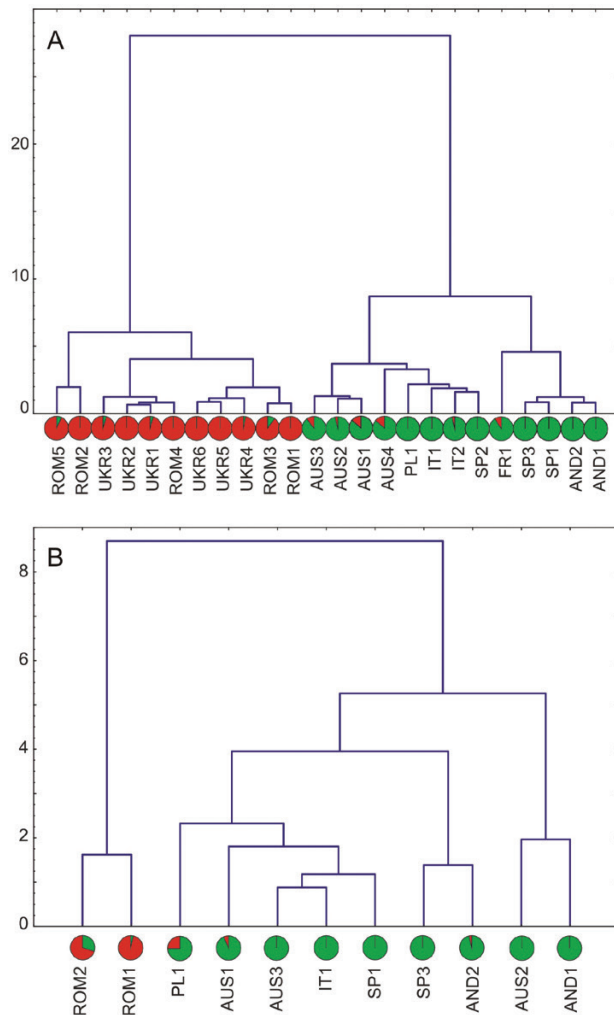 A
20
10
0
ROM5 ROM2 UKR3 UKR2 UKR1 ROM4 UKR6 UKR5 UKR4 ROM3 ROM1 AUS3 AUS2 AUS1 AUS4 PL1 IT1 IT2 SP2 FR1 SP3 SP1 AND2 AND1
B
8
6
4
2
0
ROM2 ROM1 PL1 AUS1 AUS3 IT1 SP1 SP3 AND2 AUS2 AND1